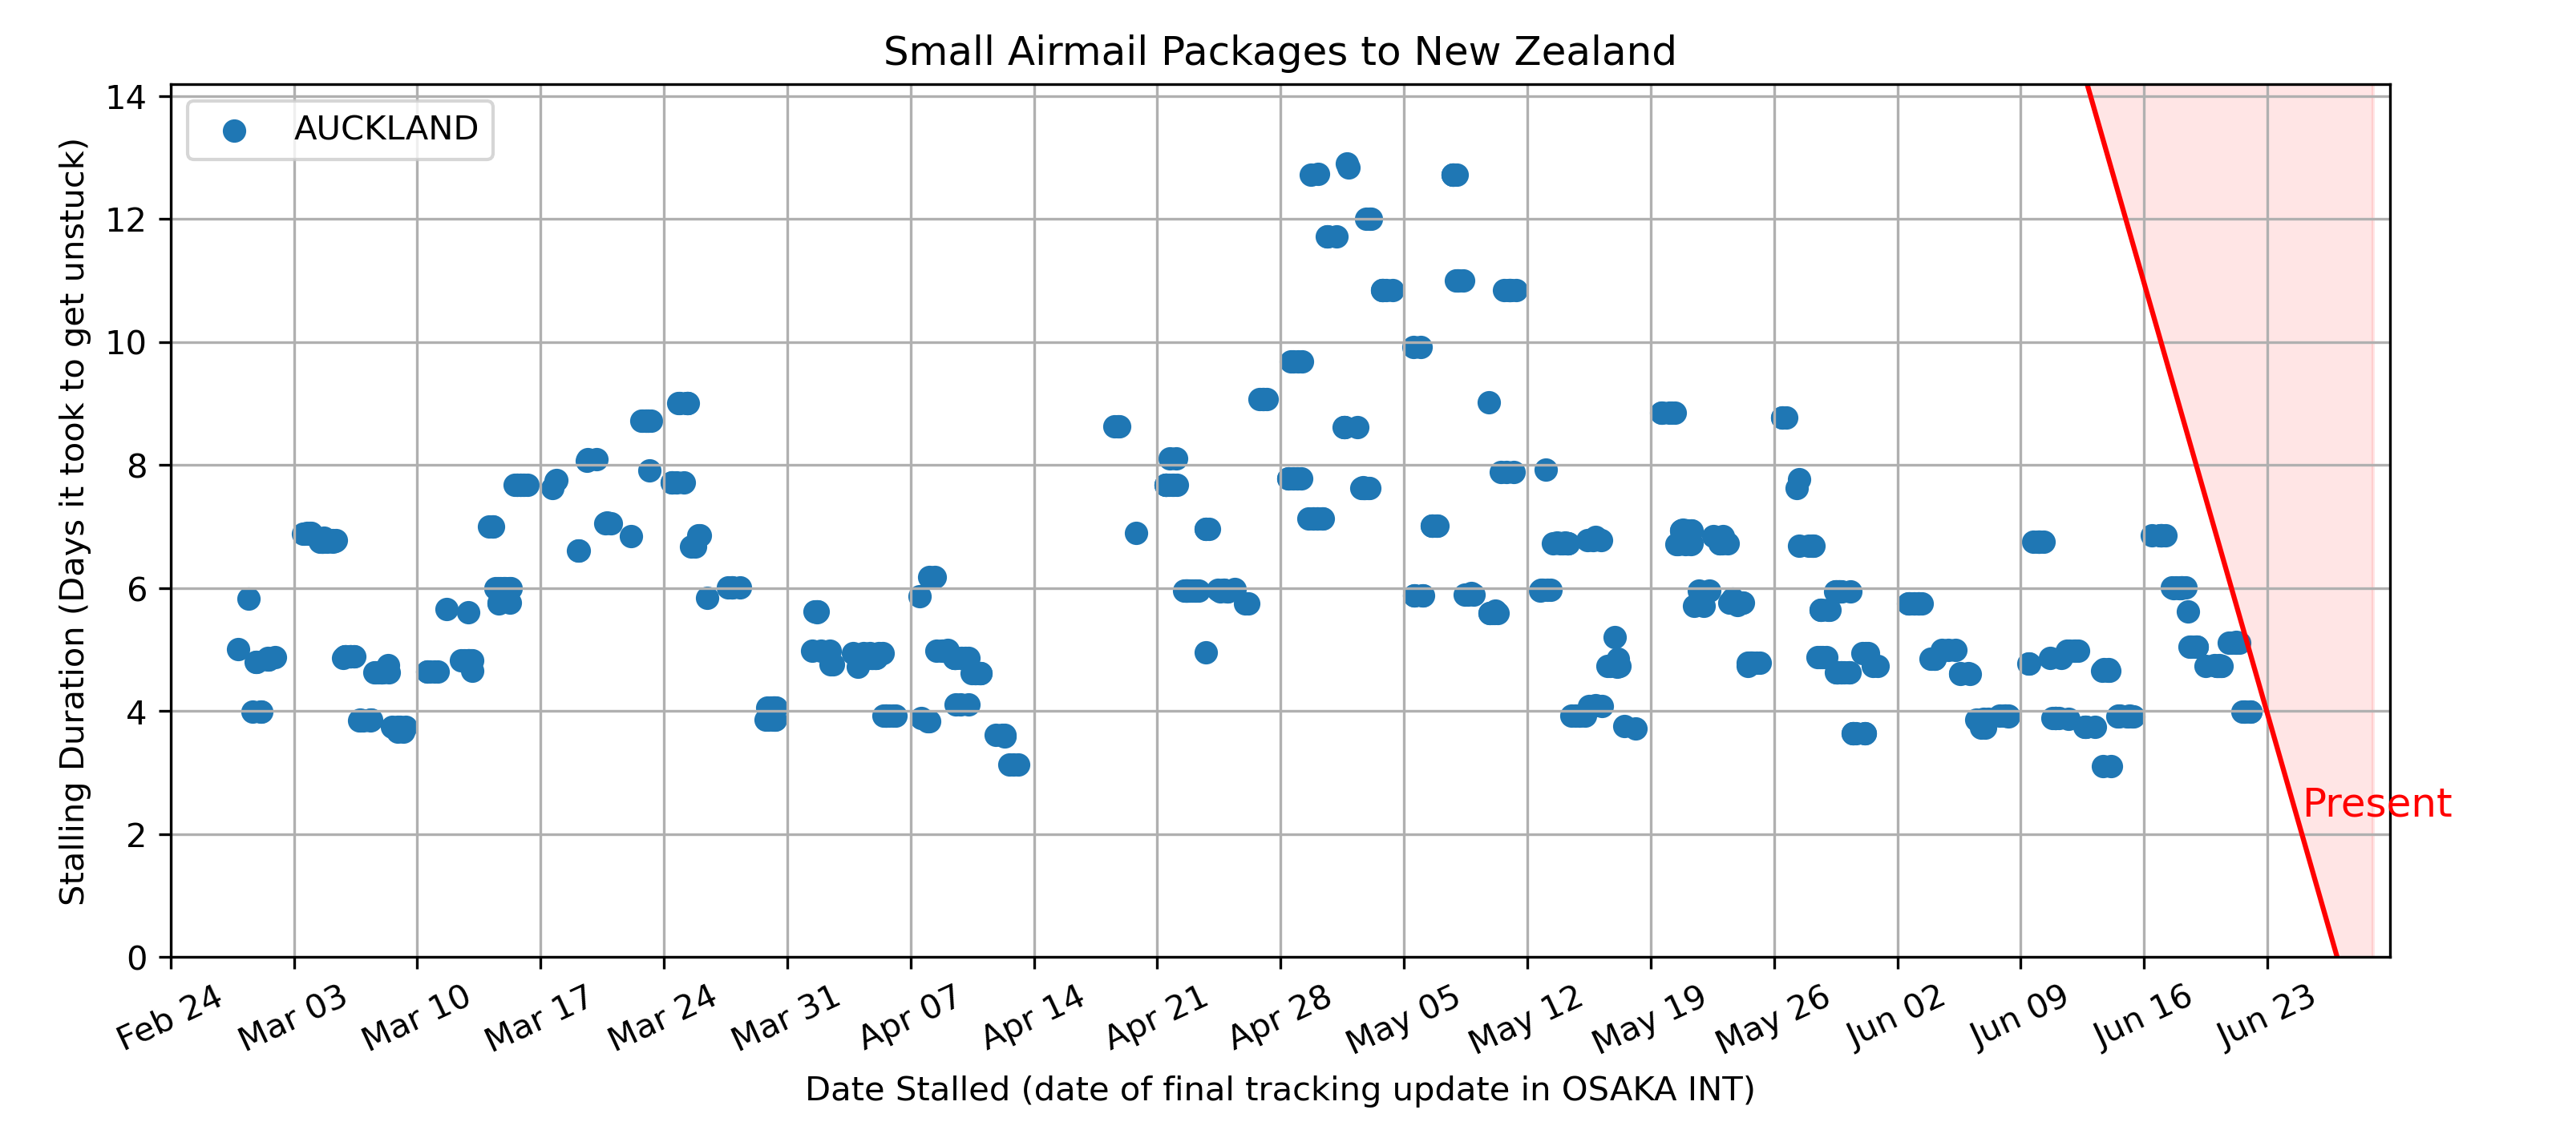 Small Airmail Packages to New Zealand
AUCKLAND
Stalling Duration (Days it took to get unstuck)
14
12
10
8
6
4
2
0
Present
Feb 24
Mar 03
Mar 10
Mar 17
Mar 24
Mar 31
Apr 07
Apr 14
Apr 21
Apr 28
May 05
May 12
May 19
May 26
Jun 02
Jun 09
Jun 16
Jun 23
Date Stalled (date of final tracking update in OSAKA INT)